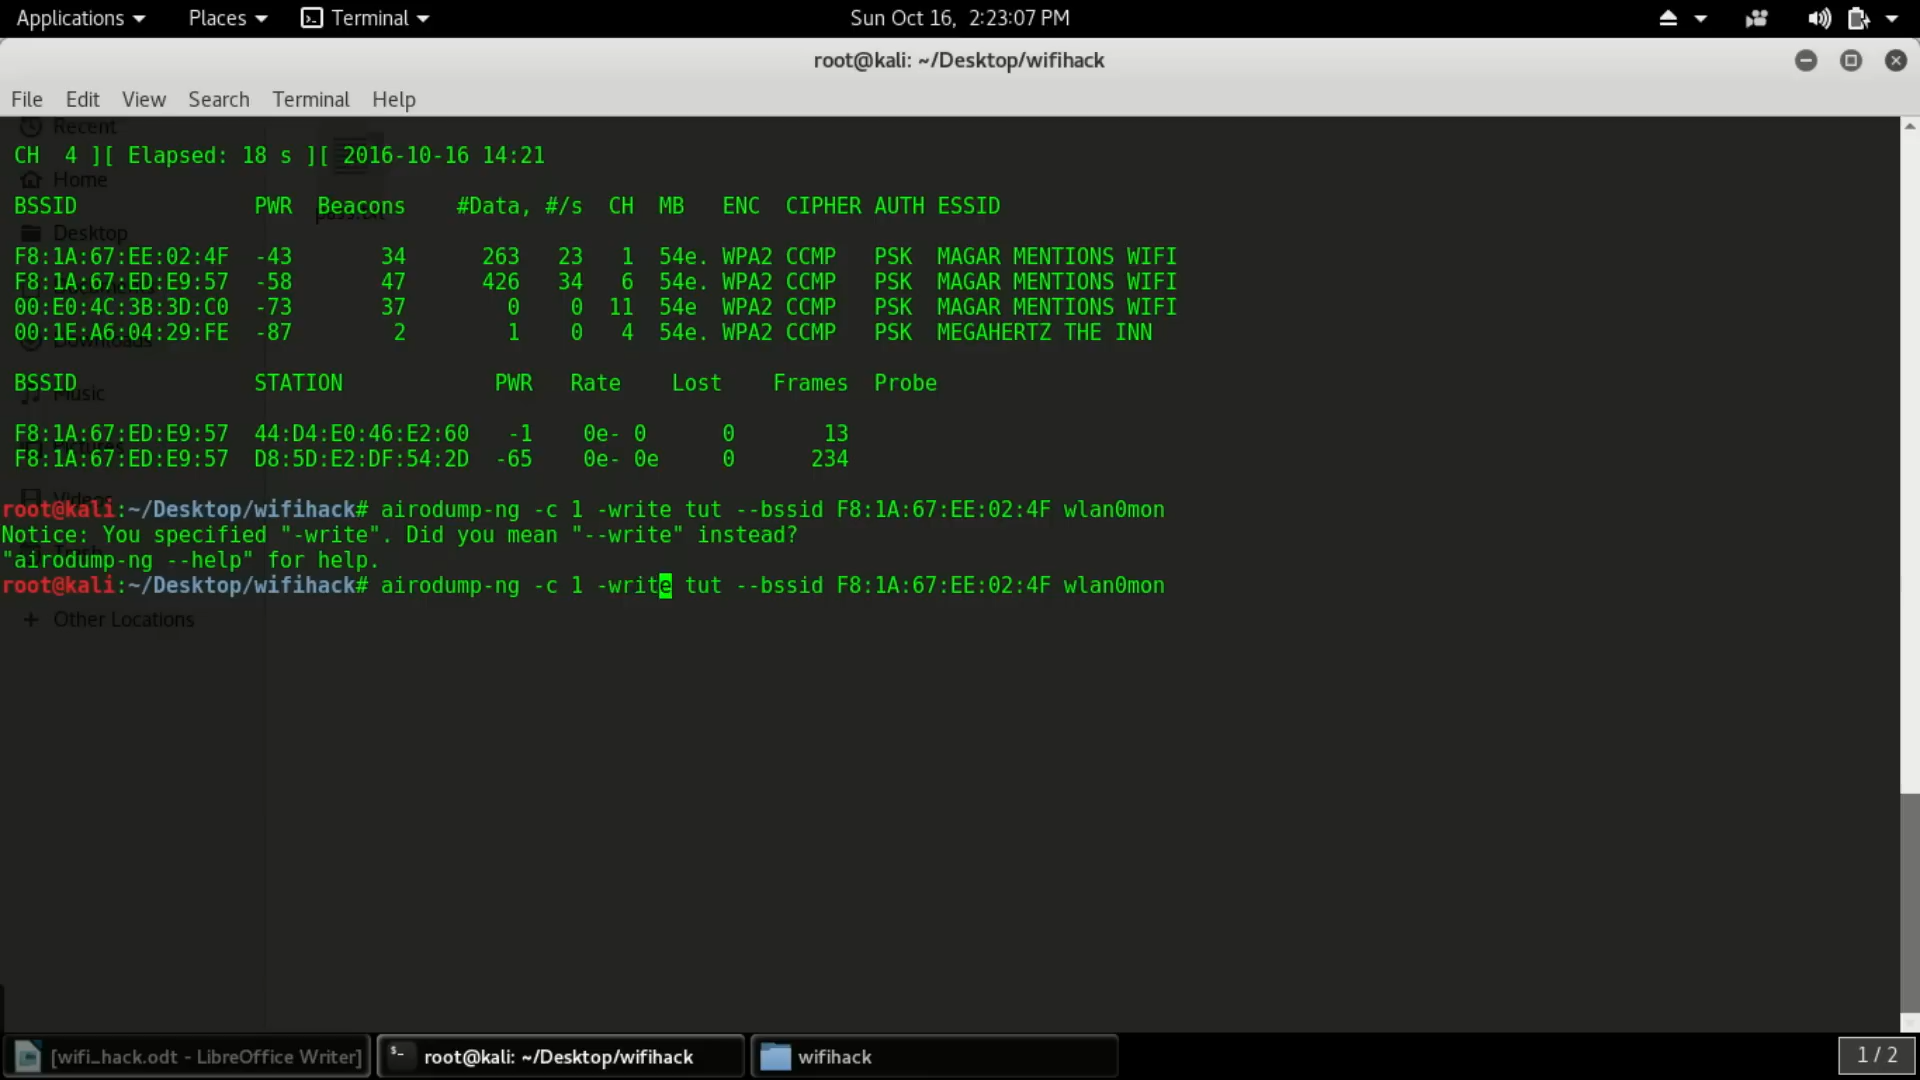 Applications Places Terminal Sun Oct 16, 2:23:07 PM
root@kali: ~/Desktop/wifihack
File Edit View Search Terminal Help
Recent
CH 4 ][ Elapsed: 18 s ][ 2016-10-16 14:21
Home
BSSID PWR Beacons #Data, #/s CH MB ENC CIPHER AUTH ESSID
Desktop
F8:1A:67:EE:02:4F -43 34 263 23 1 54e. WPA2 CCMP PSK MAGAR MENTIONS WIFI
F8:1A:67:ED:E9:57 -58 47 426 34 6 54e. WPA2 CCMP PSK MAGAR MENTIONS WIFI
00:E0:4C:3B:3D:C0 -73 37 0 0 11 54e WPA2 CCMP PSK MAGAR MENTIONS WIFI
00:1E:A6:04:29:FE -87 2 1 0 4 54e. WPA2 CCMP PSK MEGAHERTZ THE INN
Downloads
BSSID STATION PWR Rate Lost Frames Probe
Music
F8:1A:67:ED:E9:57 44:D4:E0:46:E2:60 -1 0e- 0 0 13
F8:1A:67:ED:E9:57 D8:5D:E2:DF:54:2D -65 0e- 0e 0 234
Videos
root@kali:~/Desktop/wifihack# airodump-ng -c 1 -write tut --bssid F8:1A:67:EE:02:4F wlan0mon
Notice: You specified "-write". Did you mean "--write" instead?
"airodump-ng --help" for help.
root@kali:~/Desktop/wifihack# airodump-ng -c 1 -write tut --bssid F8:1A:67:EE:02:4F wlan0mon
+ Other Locations
[wifi_hack.odt - LibreOffice Writer] root@kali: ~/Desktop/wifihack wifihack 1 / 2